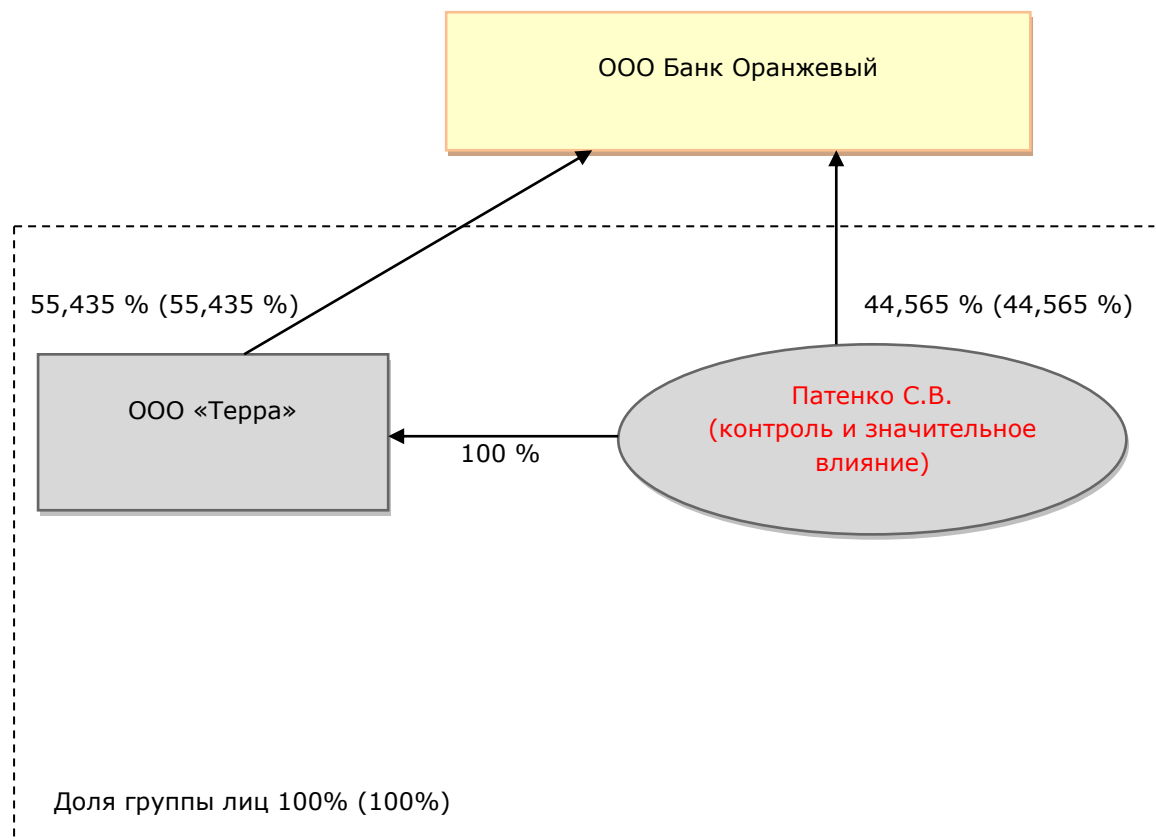 ООО Банк Оранжевый
55,435 % (55,435 %)
44,565 % (44,565 %)
ООО «Терра»
Патенко С.В.
(контроль и значительное
влияние)
100 %
Доля группы лиц 100% (100%)